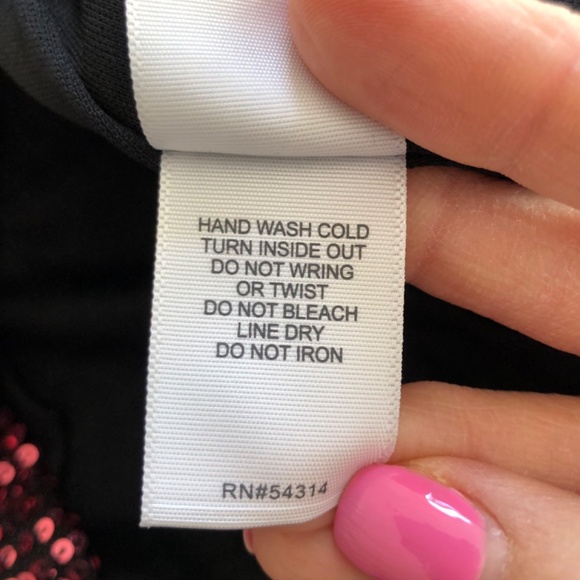 HAND WASH COLD
TURN INSIDE OUT
DO NOT WRING
OR TWIST
DO NOT BLEACH
LINE DRY
DO NOT IRON
RN#54314